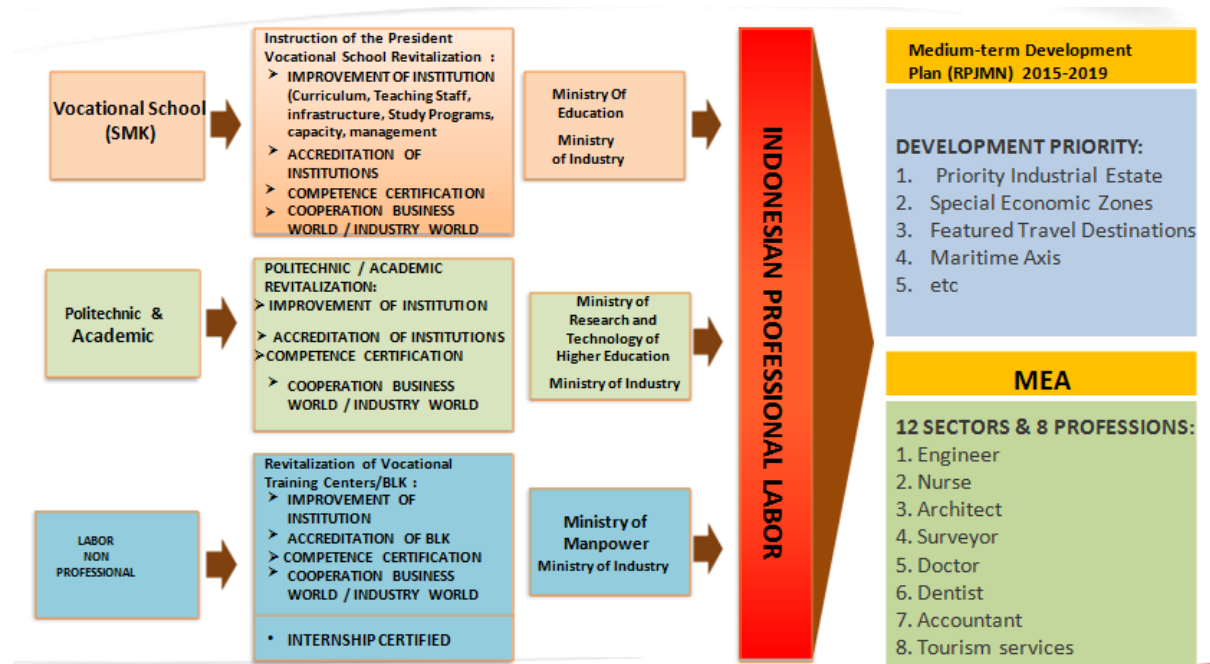 Vocational School
(SMK)
Instruction of the President
Vocational School Revitalization :
➢ IMPROVEMENT OF INSTITUTION
(Curriculum, Teaching Staff,
infrastructure, Study Programs,
capacity, management
➢ ACCREDITATION OF
INSTITUTIONS
➢ COMPETENCE CERTIFICATION
➢ COOPERATION BUSINESS
WORLD / INDUSTRY WORLD
Ministry Of
Education
Ministry
of Industry
Politechnic &
Academic
POLITECHNIC / ACADEMIC
REVITALIZATION:
➢ IMPROVEMENT OF INSTITUTION
➢ ACCREDITATION OF INSTITUTIONS
➢ COMPETENCE CERTIFICATION
➢ COOPERATION BUSINESS
WORLD / INDUSTRY WORLD
Ministry of
Research and
Technology of
Higher Education
Ministry of Industry
LABOR
NON
PROFESSIONAL
Revitalization of Vocational
Training Centers/BLK :
➢ IMPROVEMENT OF
INSTITUTION
➢ ACCREDITATION OF BLK
➢ COMPETENCE CERTIFICATION
➢ COOPERATION BUSINESS
WORLD / INDUSTRY WORLD
• INTERNSHIP CERTIFIED
Ministry of
Manpower
Ministry of Industry
INDONESIAN PROFESSIONAL LABOR
Medium-term Development
Plan (RPJMN) 2015-2019
DEVELOPMENT PRIORITY:
1. Priority Industrial Estate
2. Special Economic Zones
3. Featured Travel Destinations
4. Maritime Axis
5. etc
MEA
12 SECTORS & 8 PROFESSIONS:
1. Engineer
2. Nurse
3. Architect
4. Surveyor
5. Doctor
6. Dentist
7. Accountant
8. Tourism services